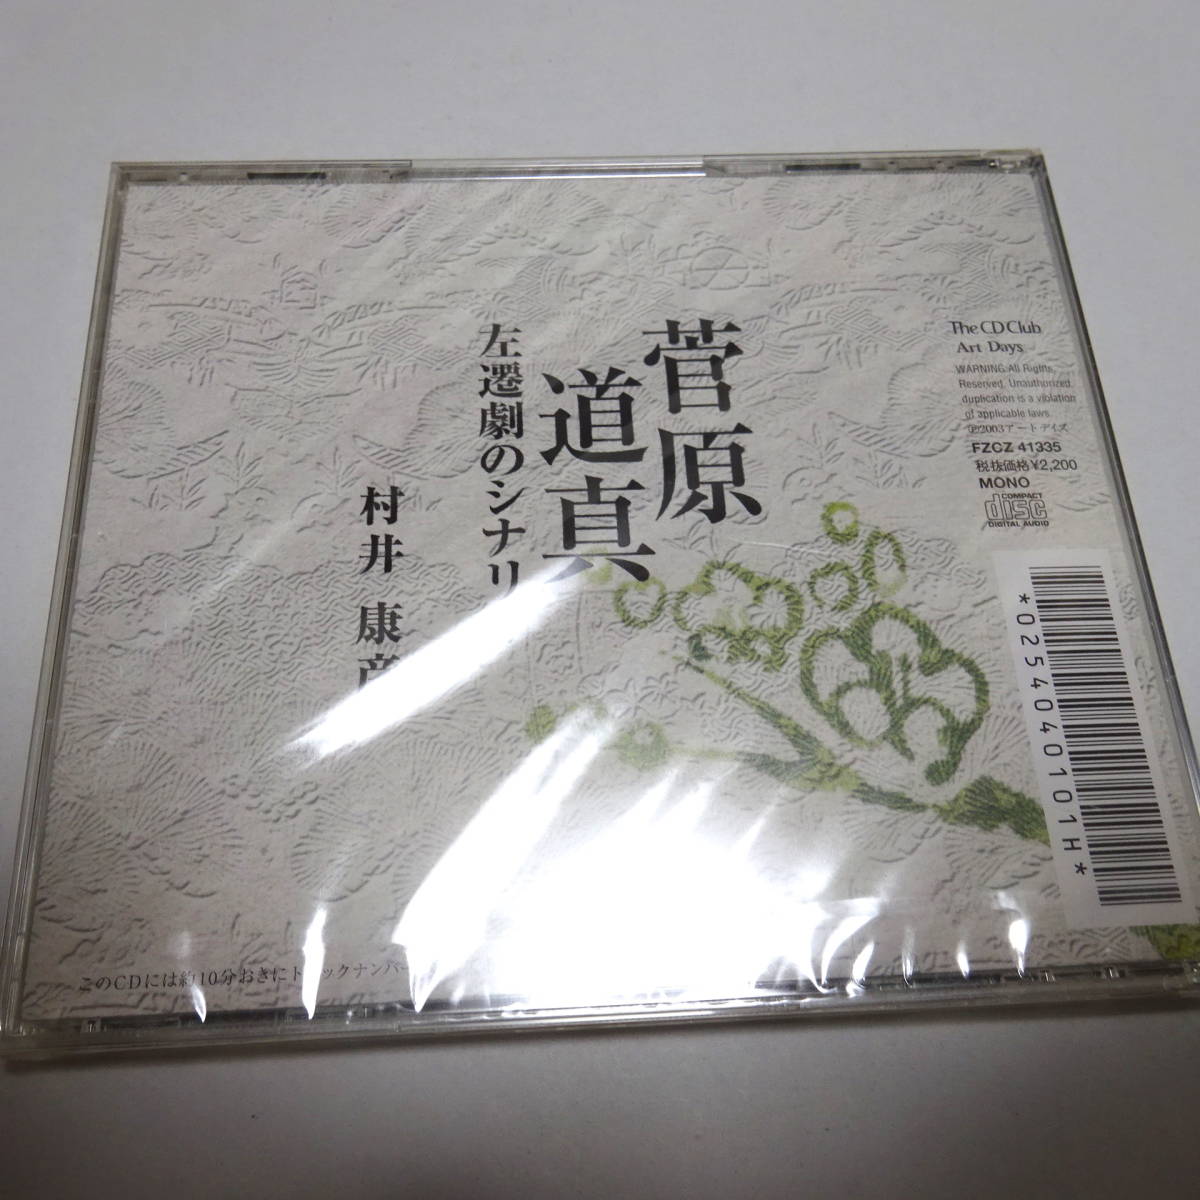 菅原
道真
左遷劇のシナリ
村井 康
The CD Club
Art Days
WARNING: All Rights
Reserved. Unauthorized
duplication is a violation
of applicable laws
℗2003アートデイズ
FZCZ 41335
税抜価格¥2,200
MONO
COMPACT
disc
DIGITAL AUDIO
*0254040101H*
このCDには約10分おきにトラックナンバー